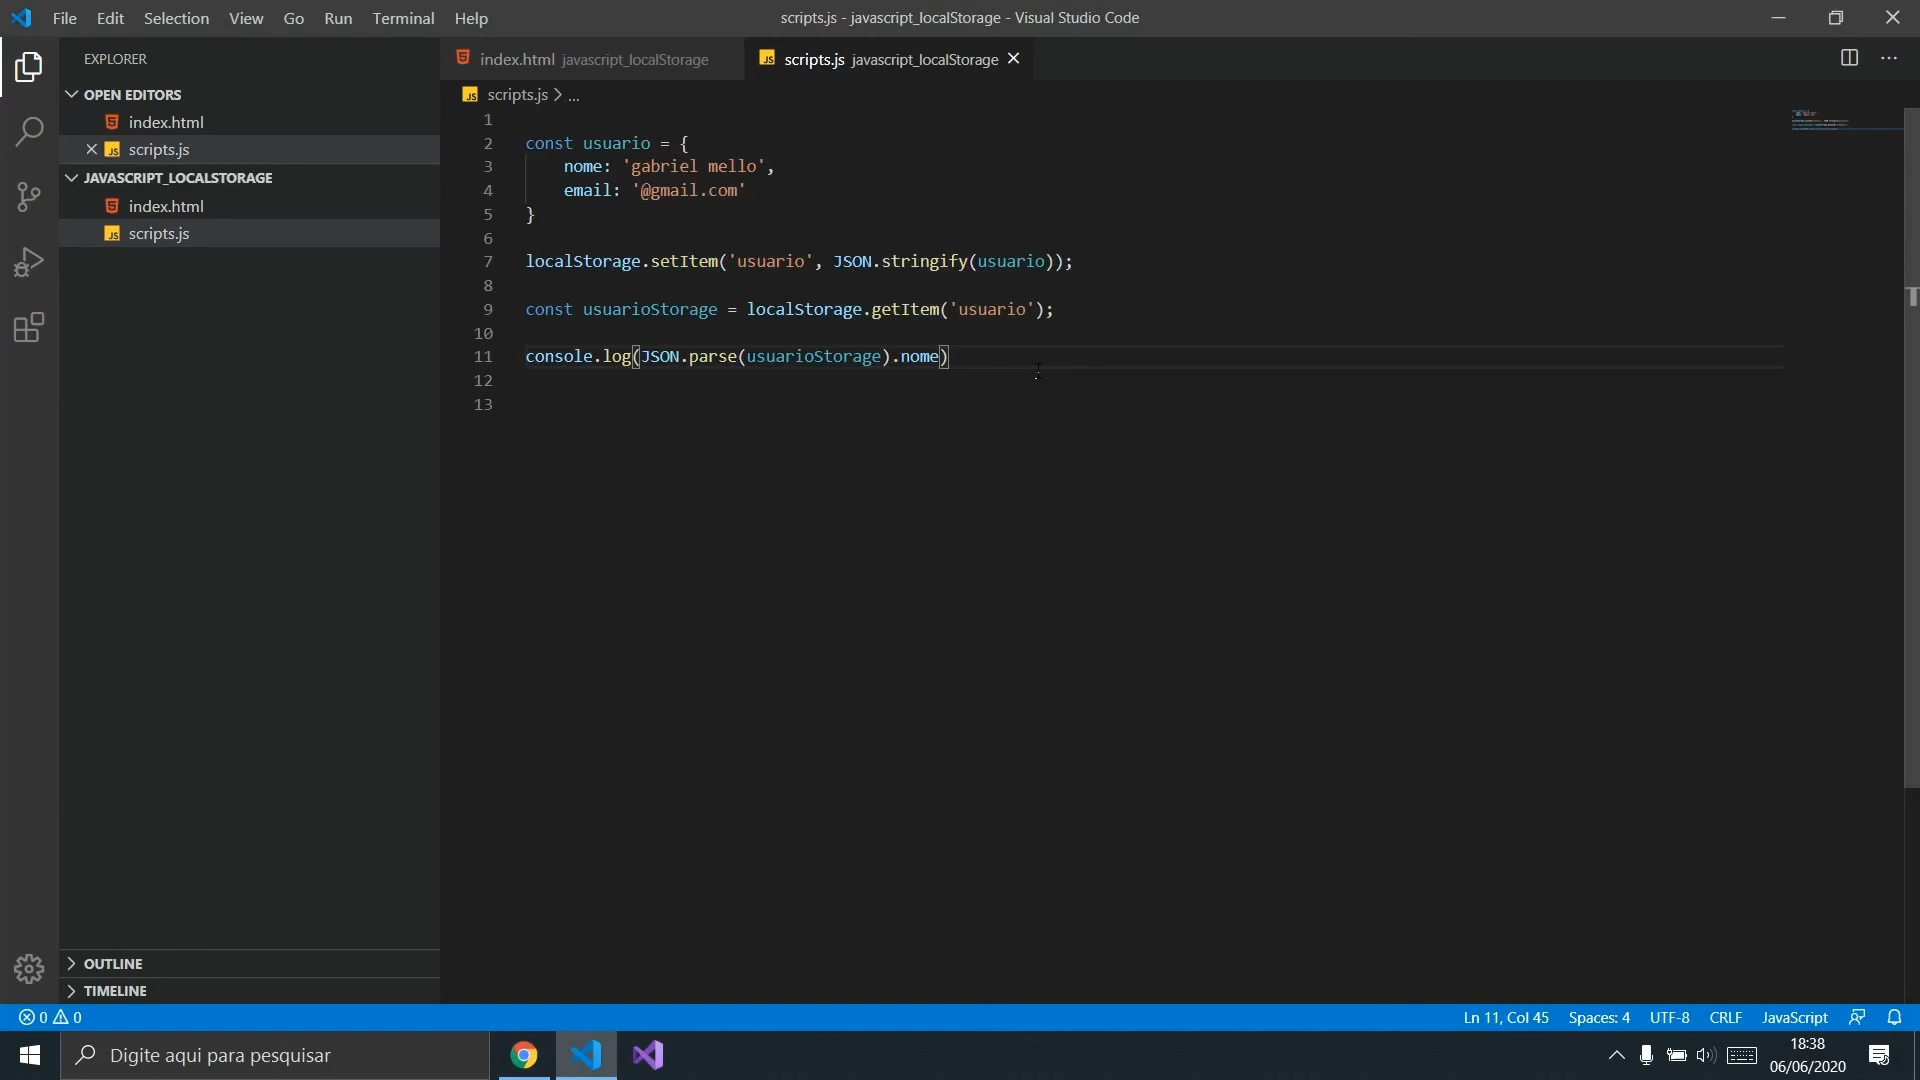 File Edit Selection View Go Run Terminal Help
scripts.js - javascript_localStorage - Visual Studio Code
EXPLORER
OPEN EDITORS
index.html
scripts.js
JAVASCRIPT_LOCALSTORAGE
index.html
scripts.js
OUTLINE
TIMELINE
index.html javascript_localStorage
scripts.js javascript_localStorage
scripts.js > ...
1
2 const usuario = {
3     nome: 'gabriel mello',
4     email: '@gmail.com'
5 }
6
7 localStorage.setItem('usuario', JSON.stringify(usuario));
8
9 const usuarioStorage = localStorage.getItem('usuario');
10
11 console.log(JSON.parse(usuarioStorage).nome)
12
13
0 0
Ln 11, Col 45 Spaces: 4 UTF-8 CRLF JavaScript
Digite aqui para pesquisar
18:38
06/06/2020